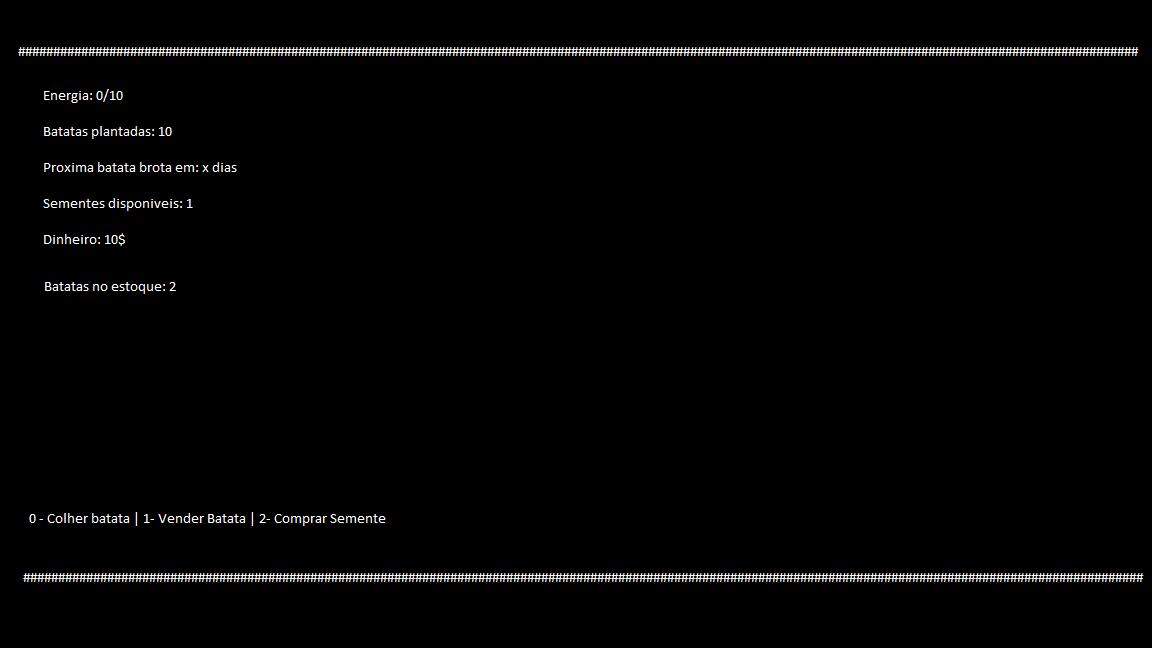 ################################################################################################################################################################
Energia: 0/10
Batatas plantadas: 10
Proxima batata brota em: x dias
Sementes disponiveis: 1
Dinheiro: 10$
Batatas no estoque: 2
0 - Colher batata | 1- Vender Batata | 2- Comprar Semente
################################################################################################################################################################